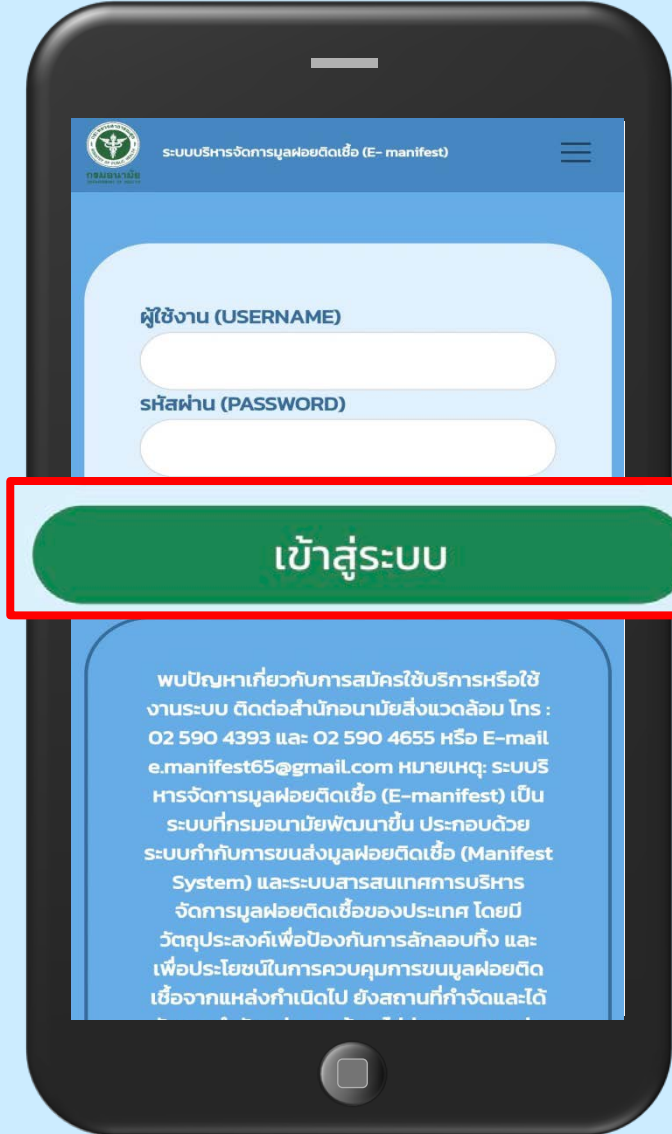 ระบบบริหารจัดการมูลฝอยติดเชื้อ (E- manifest)
กรมอนามัย
ผู้ใช้งาน (USERNAME)
รหัสผ่าน (PASSWORD)
เข้าสู่ระบบ
พบปัญหาเกี่ยวกับการสมัครใช้บริการหรือใช้
งานระบบ ติดต่อสำนักอนามัยสิ่งแวดล้อม โทร :
02 590 4393 และ 02 590 4655 หรือ E-mail
e.manifest65@gmail.com หมายเหตุ: ระบบริ
หารจัดการมูลฝอยติดเชื้อ (E-manifest) เป็น
ระบบที่กรมอนามัยพัฒนาขึ้น ประกอบด้วย
ระบบกำกับการขนส่งมูลฝอยติดเชื้อ (Manifest
System) และระบบสารสนเทศการบริหาร
จัดการมูลฝอยติดเชื้อของประเทศ โดยมี
วัตถุประสงค์เพื่อป้องกันการลักลอบทิ้ง และ
เพื่อประโยชน์ในการควบคุมการขนมูลฝอยติด
เชื้อจากแหล่งกำเนิดไป ยังสถานที่กำจัดและได้